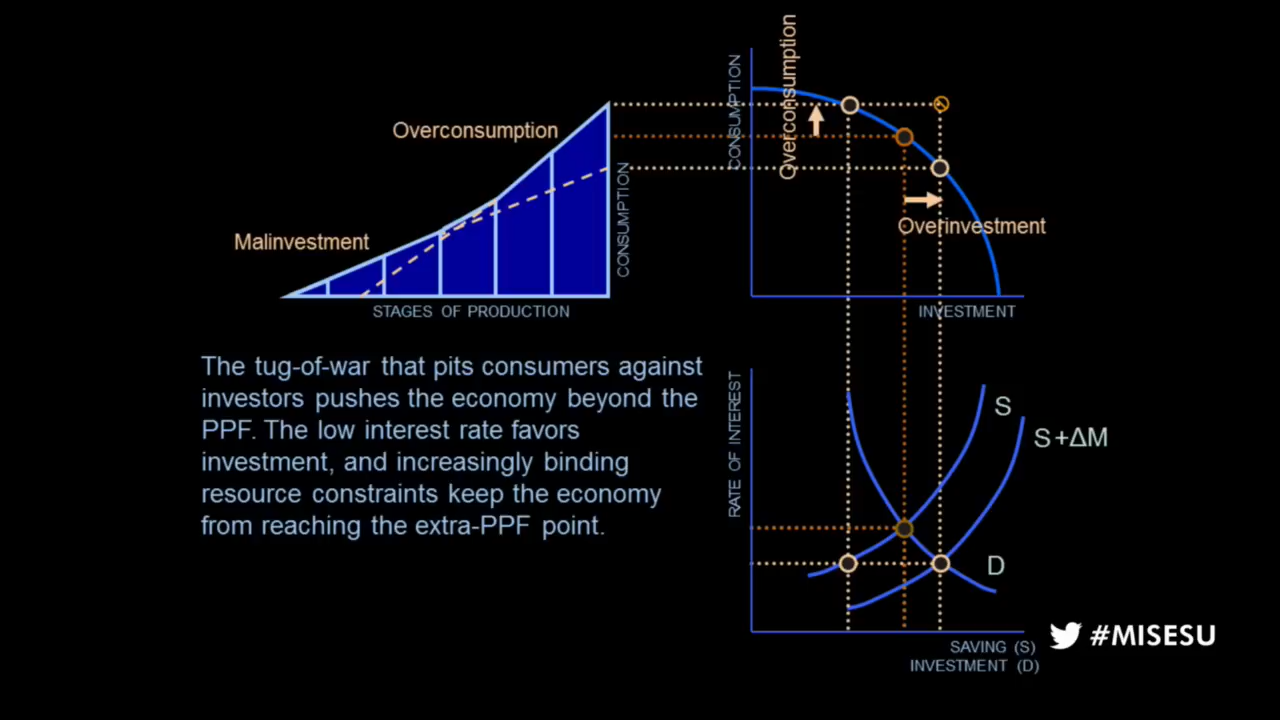 Overconsumption
Malinvestment
CONSUMPTION
STAGES OF PRODUCTION
CONSUMPTION
Overconsumption
Overinvestment
INVESTMENT
The tug-of-war that pits consumers against
investors pushes the economy beyond the
PPF. The low interest rate favors
investment, and increasingly binding
resource constraints keep the economy
from reaching the extra-PPF point.
RATE OF INTEREST
S
S+ΔM
D
SAVING (S)
INVESTMENT (D)
#MISESU